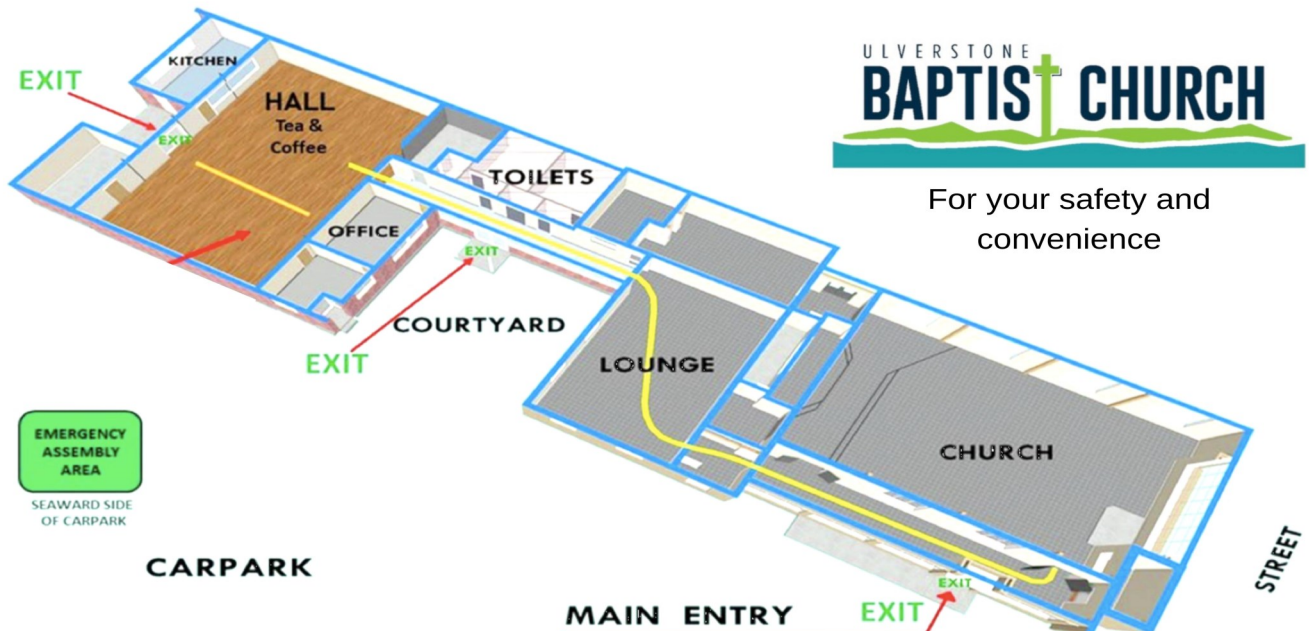 ULVERSTONE
BAPTIST CHURCH
For your safety and
convenience
KITCHEN
EXIT
EXIT
HALL
Tea &
Coffee
TOILETS
OFFICE
EXIT
COURTYARD
EXIT
LOUNGE
CHURCH
EMERGENCY
ASSEMBLY
AREA
SEAWARD SIDE
OF CARPARK
CARPARK
STREET
EXIT
EXIT
MAIN ENTRY